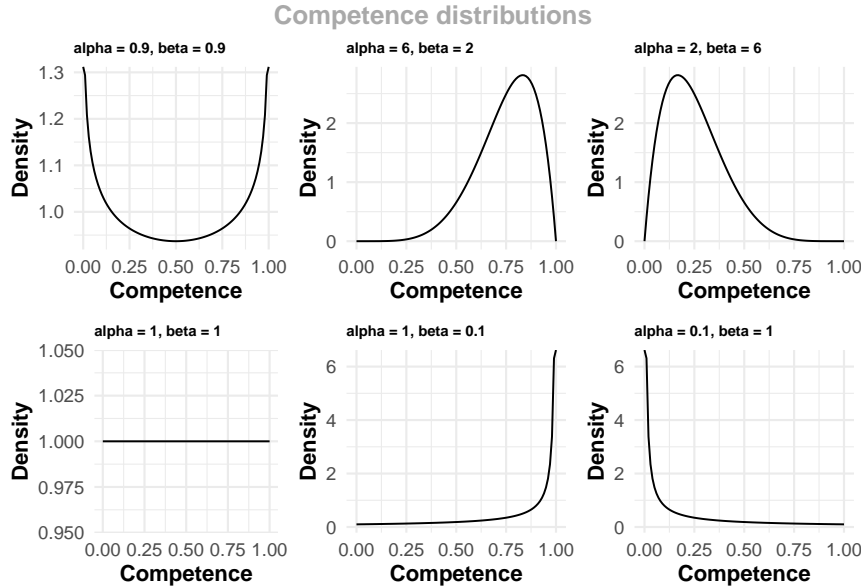 Competence distributions
alpha = 0.9, beta = 0.9
1.3
1.2
1.1
1.0
Density
0.00 0.25 0.50 0.75 1.00
Competence
alpha = 6, beta = 2
2
1
0
Density
0.00 0.25 0.50 0.75 1.00
Competence
alpha = 2, beta = 6
2
1
0
Density
0.00 0.25 0.50 0.75 1.00
Competence
alpha = 1, beta = 1
1.050
1.025
1.000
0.975
0.950
Density
0.00 0.25 0.50 0.75 1.00
Competence
alpha = 1, beta = 0.1
6
4
2
0
Density
0.00 0.25 0.50 0.75 1.00
Competence
alpha = 0.1, beta = 1
6
4
2
0
Density
0.00 0.25 0.50 0.75 1.00
Competence